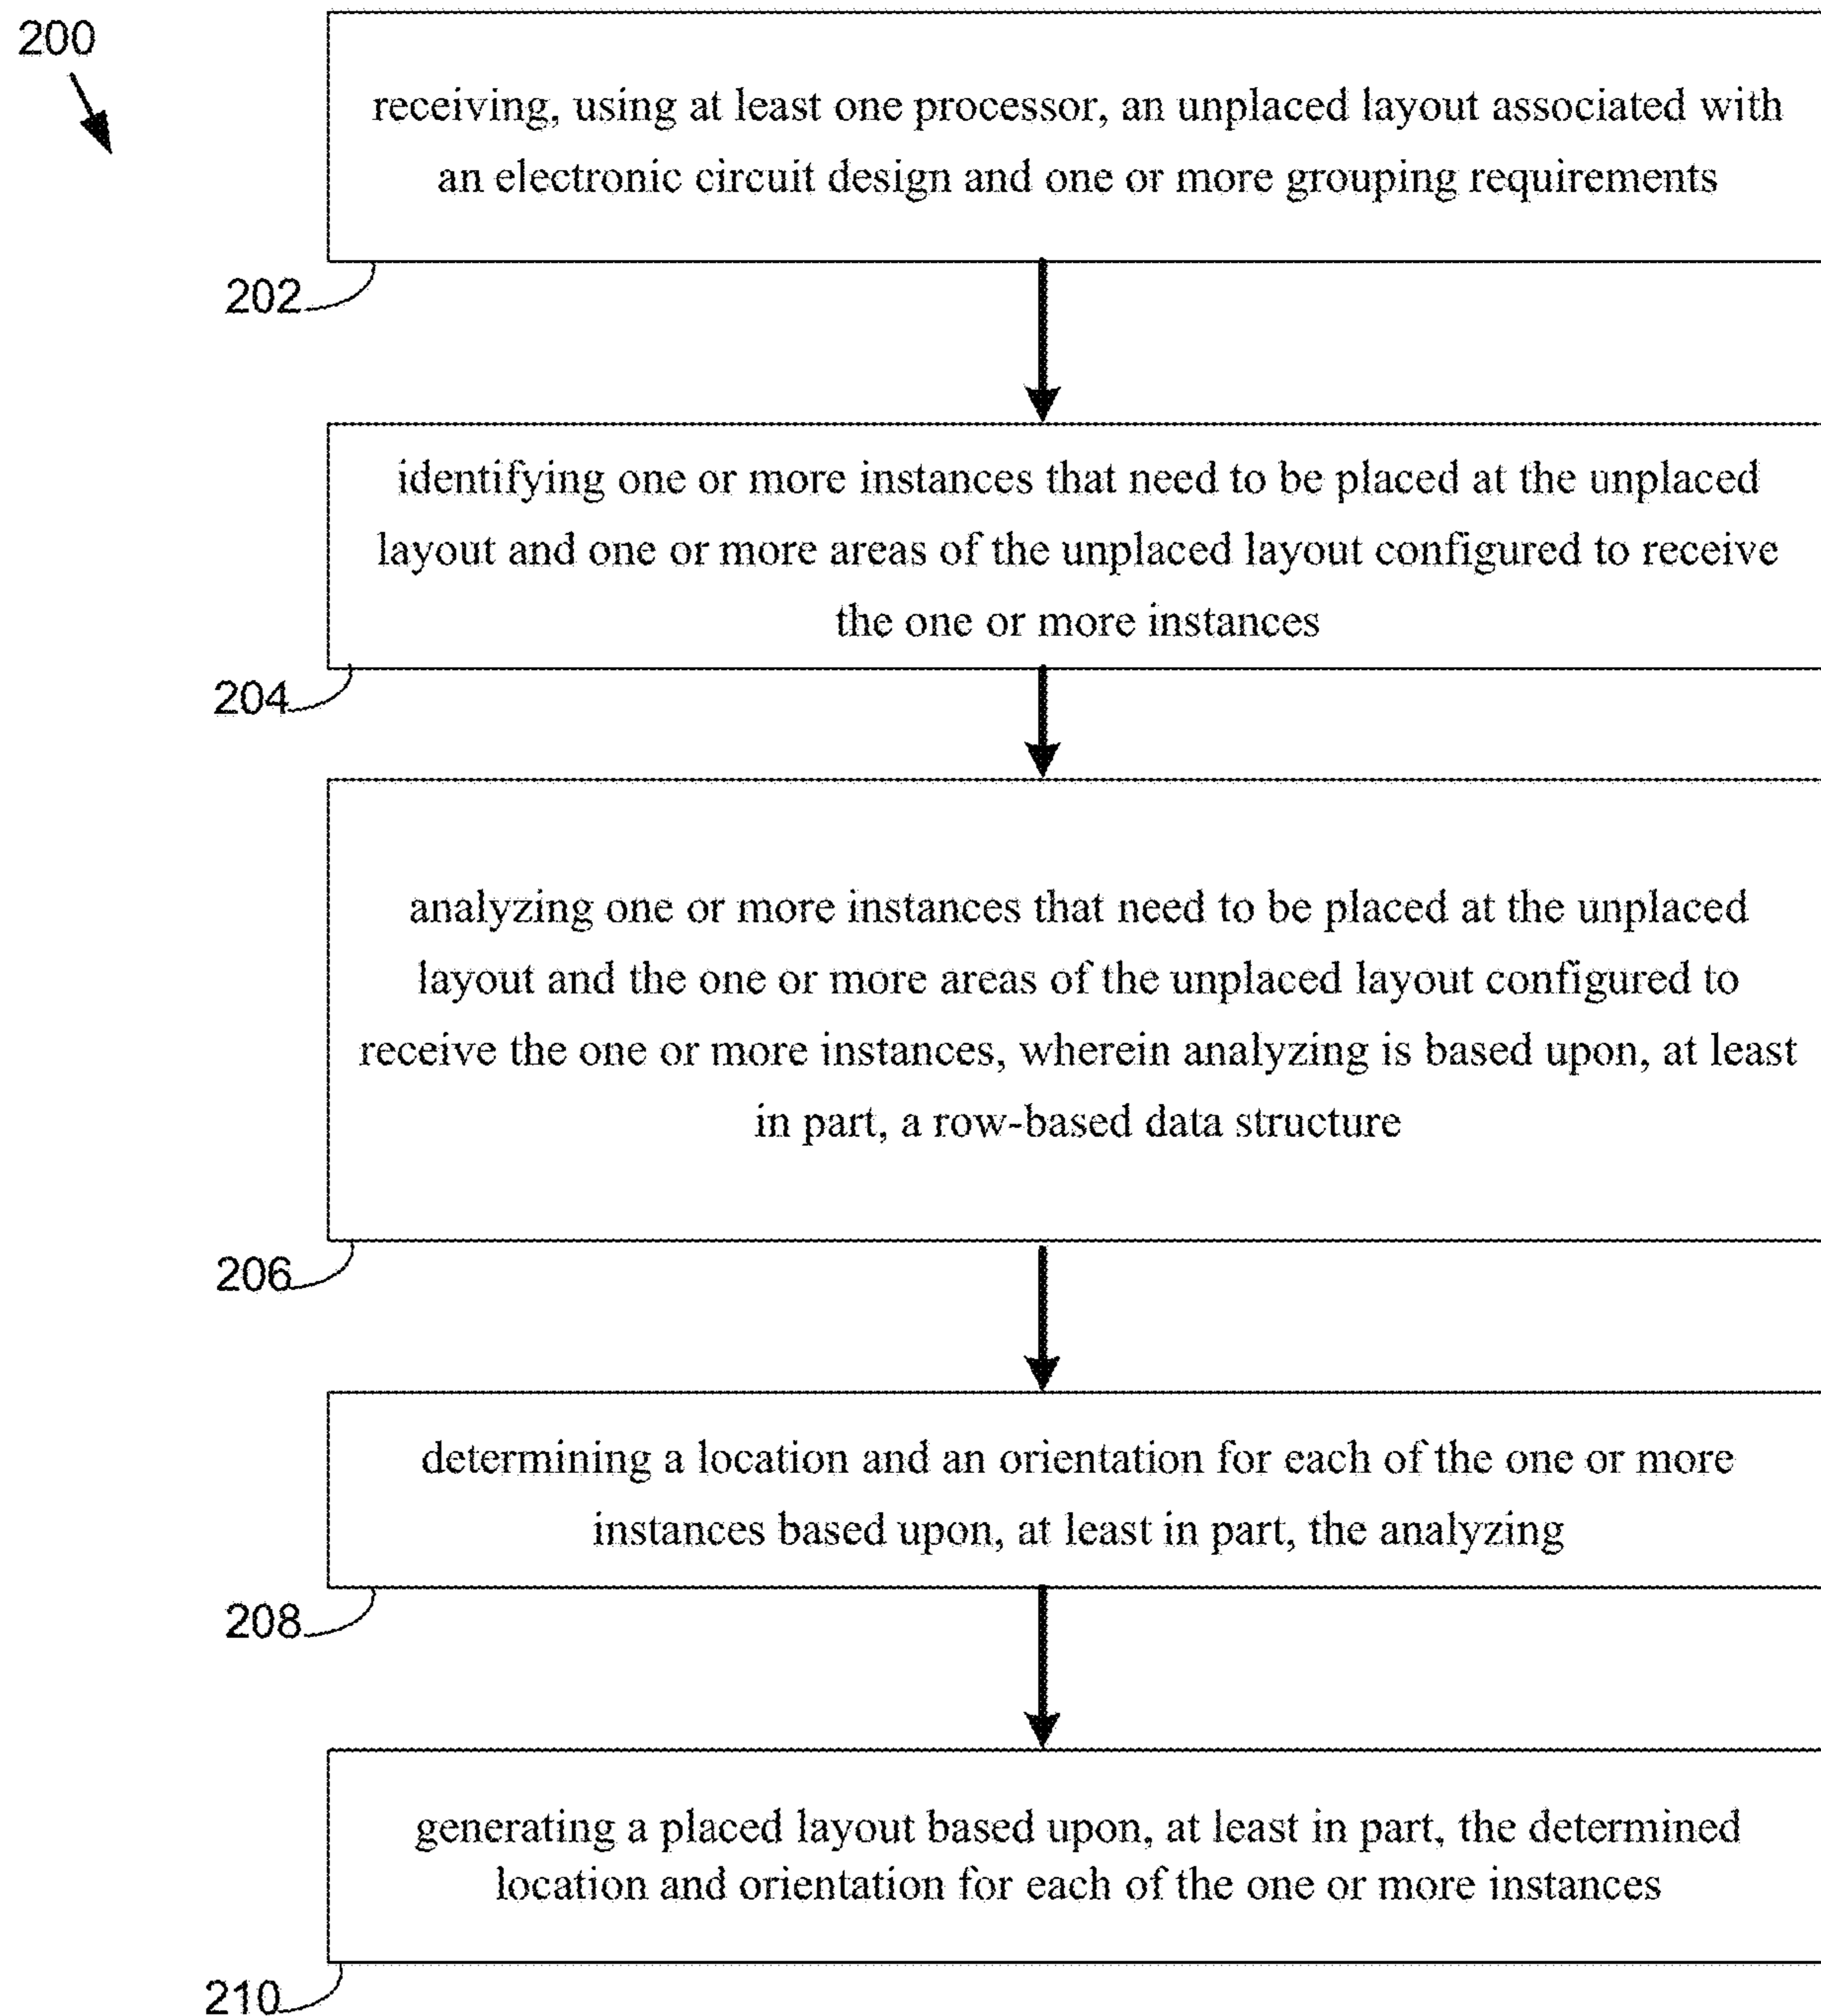 200
receiving, using at least one processor, an unplaced layout associated with
an electronic circuit design and one or more grouping requirements
202
identifying one or more instances that need to be placed at the unplaced
layout and one or more areas of the unplaced layout configured to receive
the one or more instances
204
analyzing one or more instances that need to be placed at the unplaced
layout and the one or more areas of the unplaced layout configured to
receive the one or more instances, wherein analyzing is based upon, at least
in part, a row-based data structure
206
determining a location and an orientation for each of the one or more
instances based upon, at least in part, the analyzing
208
generating a placed layout based upon, at least in part, the determined
location and orientation for each of the one or more instances
210